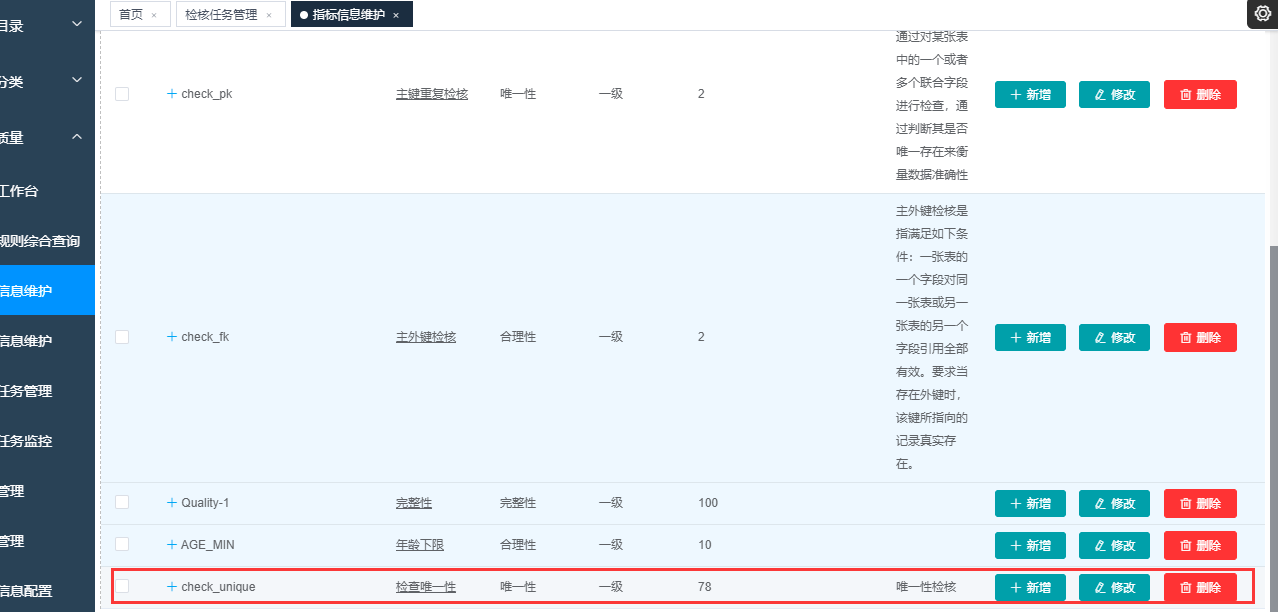 首页 × 检核任务管理 × 指标信息维护 ×
目录
分类
质量
工作台
规则综合查询
信息维护
信息维护
任务管理
任务监控
管理
管理
信息配置
通过对某张表
中的一个或者
多个联合字段
进行检查，通
过判断其是否
唯一存在来衡
量数据准确性
+ check_pk 主键重复检核 唯一性 一级 2 + 新增 修改 删除
主外键检核是
指满足如下条
件：一张表的
一个字段对同
一张表或另一
张表的另一个
字段引用全部
有效。要求当
存在外键时，
该键所指向的
记录真实存
在。
+ check_fk 主外键检核 合理性 一级 2 + 新增 修改 删除
+ Quality-1 完整性 完整性 一级 100 + 新增 修改 删除
+ AGE_MIN 年龄下限 合理性 一级 10 + 新增 修改 删除
+ check_unique 检查唯一性 唯一性 一级 78 唯一性检核 + 新增 修改 删除